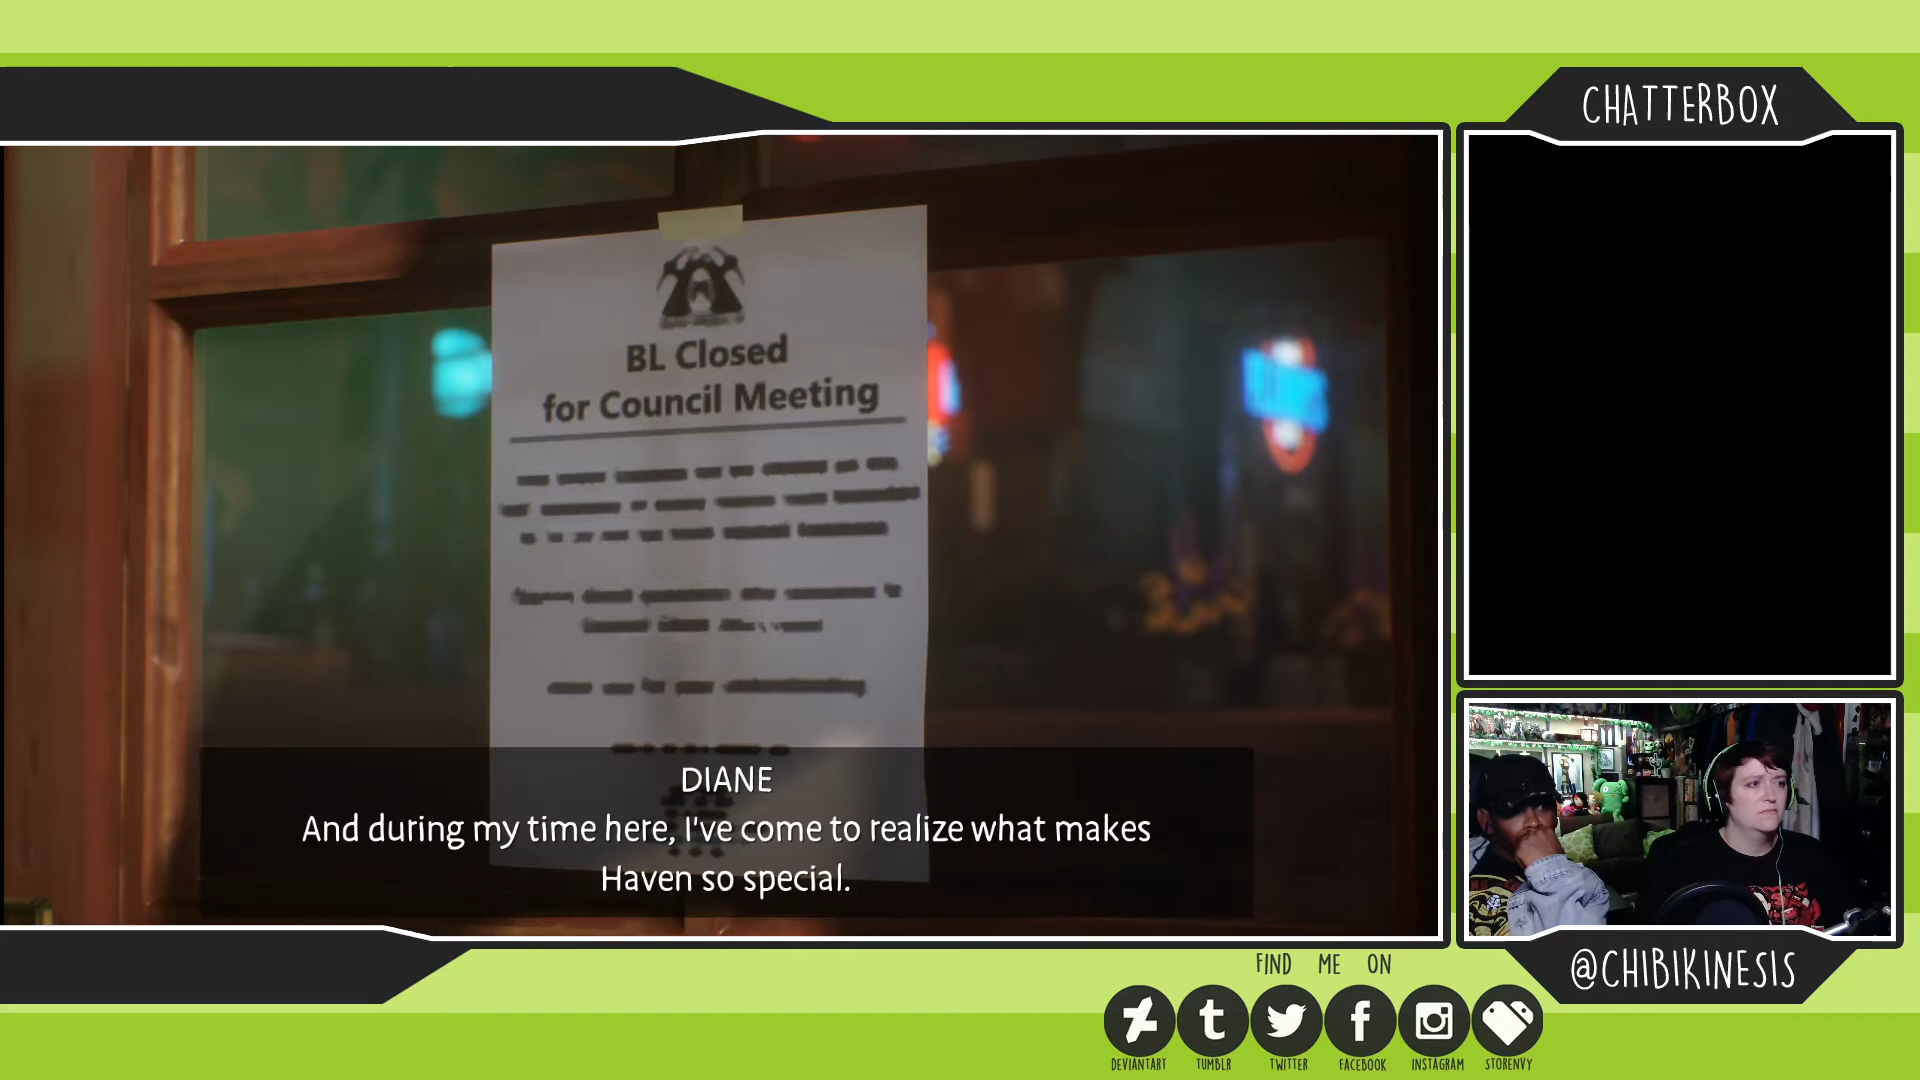 CHATTERBOX
BL Closed
for Council Meeting
DIANE
And during my time here, I've come to realize what makes
Haven so special.
@CHIBIKINESIS
FIND ME ON
DEVIANTART TUMBLR TWITTER FACEBOOK INSTAGRAM STORENVY